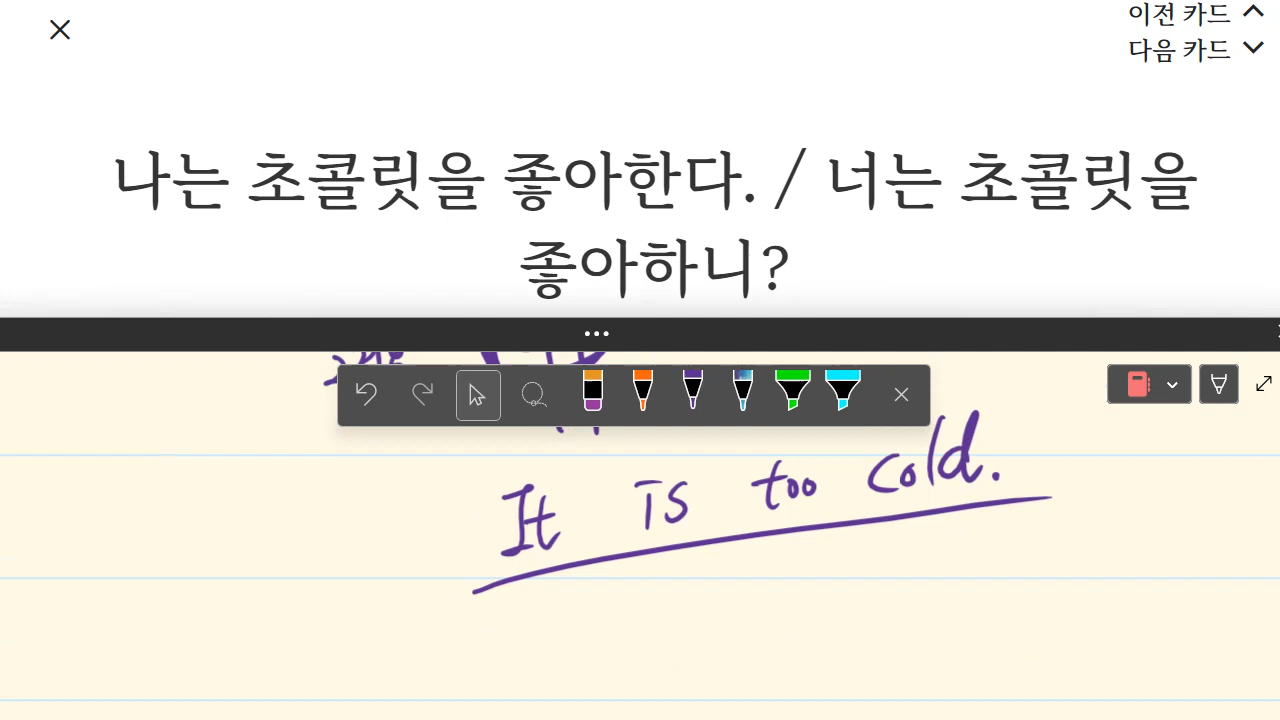 이전 카드
다음 카드
나는 초콜릿을 좋아한다. / 너는 초콜릿을
좋아하니?
It is too cold.